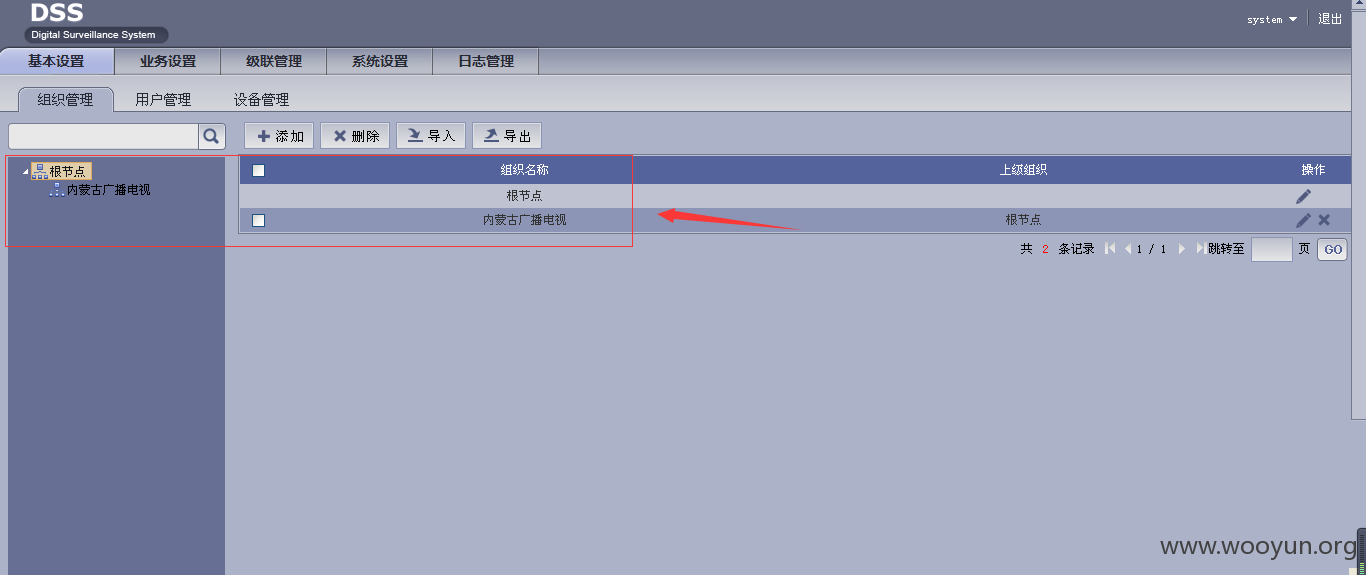 DSS
Digital Surveillance System
system 退出
基本设置 业务设置 级联管理 系统设置 日志管理
组织管理 用户管理 设备管理
添加 删除 导入 导出
根节点
内蒙古广播电视
组织名称 上级组织 操作
根节点
内蒙古广播电视 根节点
共 2 条记录 1 / 1 跳转至 页 GO
www.wooyun.org